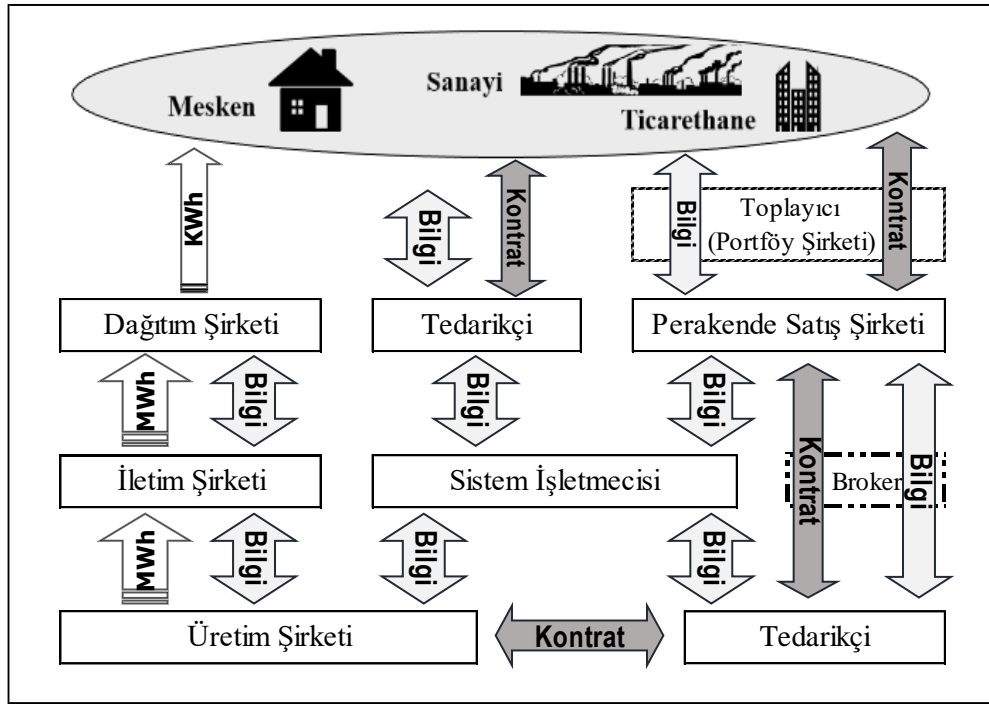 Sanayi
Mesken
Ticarethane
KWh
Bilgi
Kontrat
Bilgi
Toplayıcı
(Portföy Şirketi)
Kontrat
Dağıtım Şirketi
Tedarikçi
Perakende Satış Şirketi
MWh
Bilgi
Bilgi
Bilgi
Kontrat
Bilgi
İletim Şirketi
Sistem İşletmecisi
Broker
MWh
Bilgi
Bilgi
Bilgi
Üretim Şirketi
Kontrat
Tedarikçi